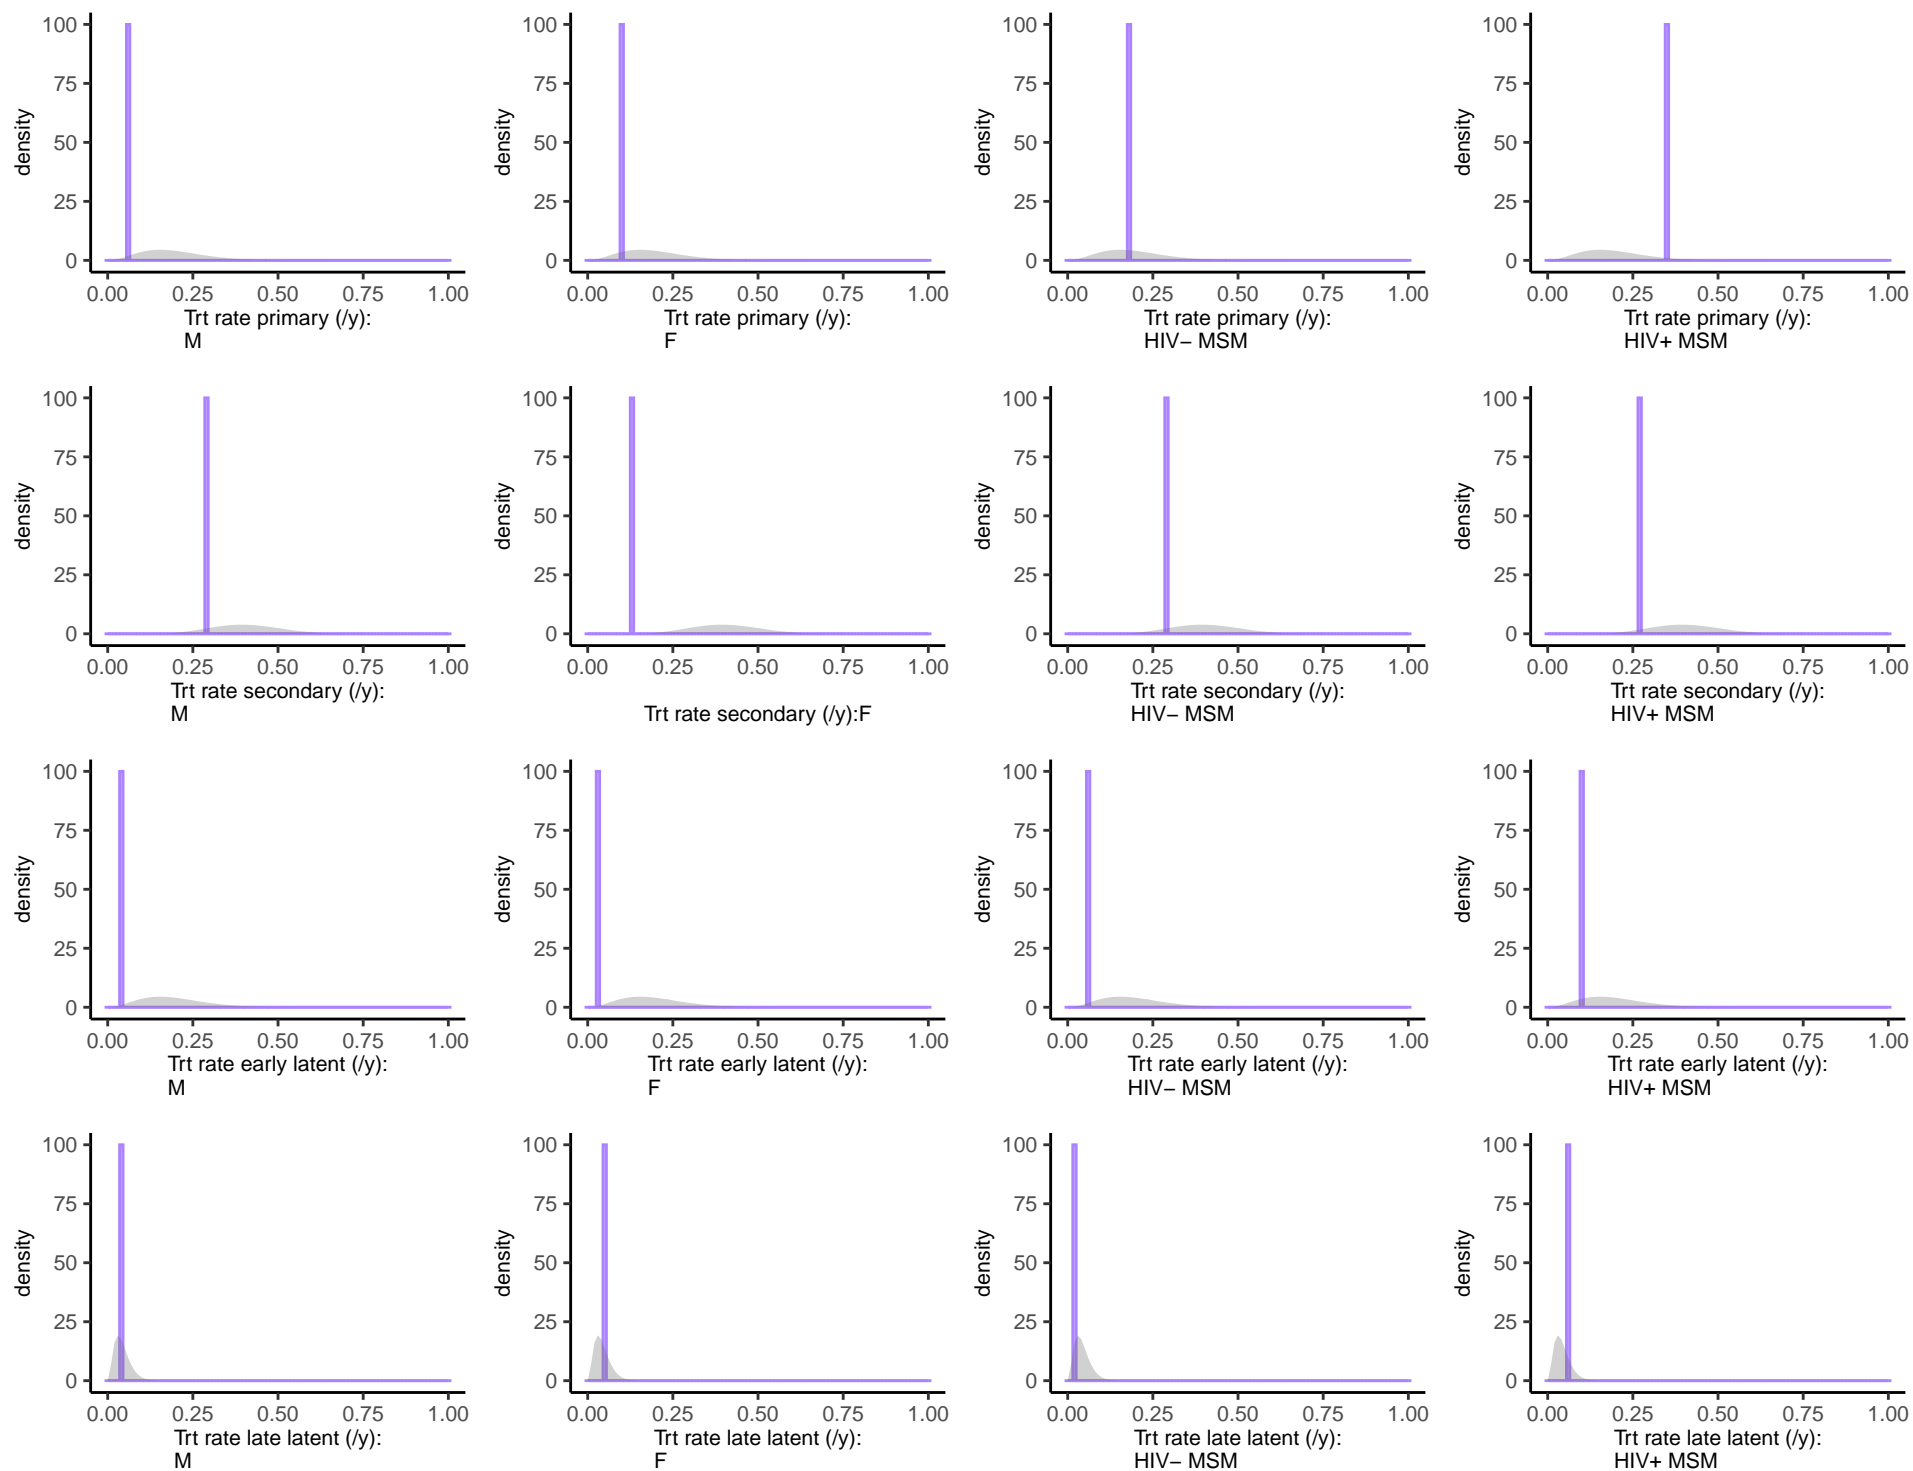 100
75
50
25
0
density
0.00 0.25 0.50 0.75 1.00
Trt rate primary (/y):
M
100
75
50
25
0
density
0.00 0.25 0.50 0.75 1.00
Trt rate primary (/y):
F
100
75
50
25
0
density
0.00 0.25 0.50 0.75 1.00
Trt rate primary (/y):
HIV− MSM
100
75
50
25
0
density
0.00 0.25 0.50 0.75 1.00
Trt rate primary (/y):
HIV+ MSM
100
75
50
25
0
density
0.00 0.25 0.50 0.75 1.00
Trt rate secondary (/y):
M
100
75
50
25
0
density
0.00 0.25 0.50 0.75 1.00
Trt rate secondary (/y):F
100
75
50
25
0
density
0.00 0.25 0.50 0.75 1.00
Trt rate secondary (/y):
HIV− MSM
100
75
50
25
0
density
0.00 0.25 0.50 0.75 1.00
Trt rate secondary (/y):
HIV+ MSM
100
75
50
25
0
density
0.00 0.25 0.50 0.75 1.00
Trt rate early latent (/y):
M
100
75
50
25
0
density
0.00 0.25 0.50 0.75 1.00
Trt rate early latent (/y):
F
100
75
50
25
0
density
0.00 0.25 0.50 0.75 1.00
Trt rate early latent (/y):
HIV− MSM
100
75
50
25
0
density
0.00 0.25 0.50 0.75 1.00
Trt rate early latent (/y):
HIV+ MSM
100
75
50
25
0
density
0.00 0.25 0.50 0.75 1.00
Trt rate late latent (/y):
M
100
75
50
25
0
density
0.00 0.25 0.50 0.75 1.00
Trt rate late latent (/y):
F
100
75
50
25
0
density
0.00 0.25 0.50 0.75 1.00
Trt rate late latent (/y):
HIV− MSM
100
75
50
25
0
density
0.00 0.25 0.50 0.75 1.00
Trt rate late latent (/y):
HIV+ MSM